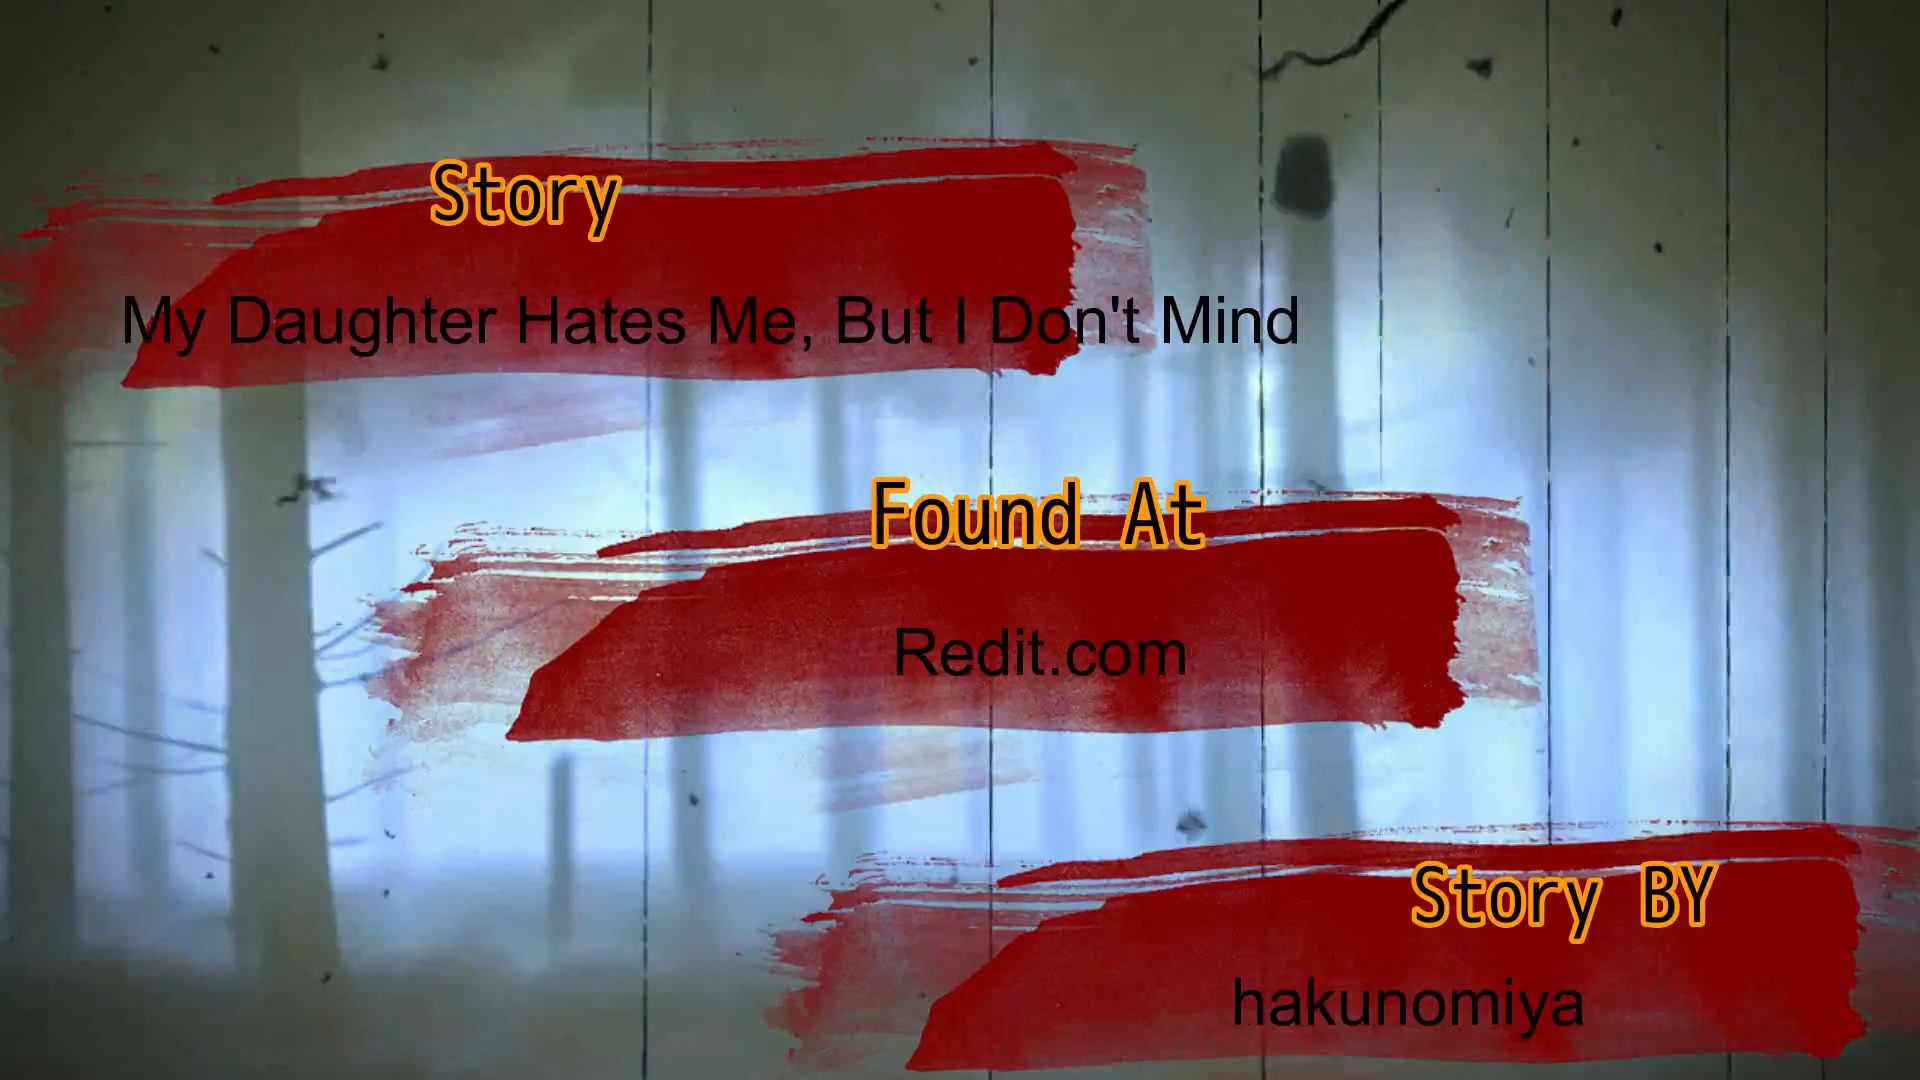 Story
My Daughter Hates Me, But I Don't Mind
Found At
Redit.com
Story BY
hakunomiya